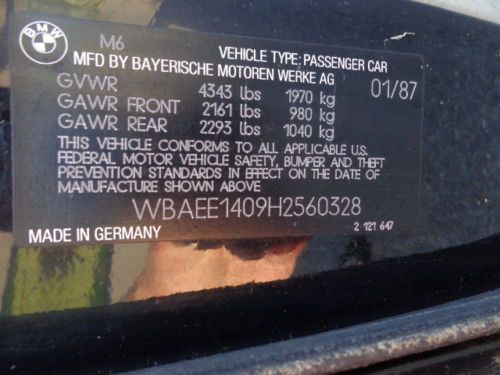 BMW
M6
VEHICLE TYPE: PASSENGER CAR
MFD BY BAYERISCHE MOTOREN WERKE AG
GVWR 4343 lbs 1970 kg 01/87
GAWR FRONT 2161 lbs 980 kg
GAWR REAR 2293 lbs 1040 kg
THIS VEHICLE CONFORMS TO ALL APPLICABLE U.S.
FEDERAL MOTOR VEHICLE SAFETY, BUMPER AND THEFT
PREVENTION STANDARDS IN EFFECT ON THE DATE OF
MANUFACTURE SHOWN ABOVE
WBAEE1409H2560328
MADE IN GERMANY 2 121 647